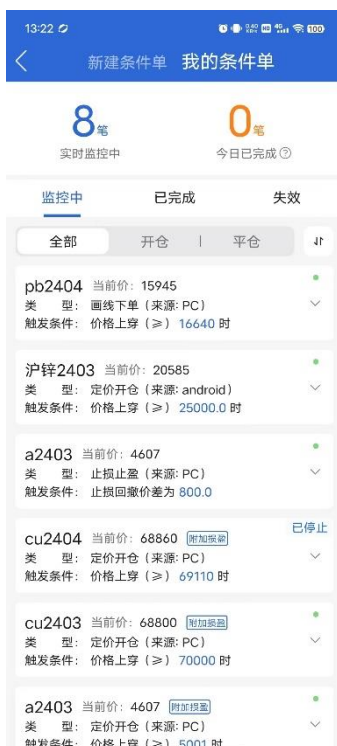 13:22
新建条件单 我的条件单
8笔 0笔
实时监控中 今日已完成
监控中 已完成 失效
全部 开仓 | 平仓
pb2404 当前价: 15945
类 型: 画线下单(来源: PC)
触发条件: 价格上穿(≥) 16640 时
沪锌2403 当前价: 20585
类 型: 定价开仓(来源: android)
触发条件: 价格上穿(≥) 25000.0 时
a2403 当前价: 4607
类 型: 止损止盈(来源: PC)
触发条件: 止损回撤价差为 800.0
cu2404 当前价: 68860 附加损盈 已停止
类 型: 定价开仓(来源: PC)
触发条件: 价格上穿(≥) 69110 时
cu2403 当前价: 68800 附加损盈
类 型: 定价开仓(来源: PC)
触发条件: 价格上穿(≥) 70000 时
a2403 当前价: 4607 附加损盈
类 型: 定价开仓(来源: PC)
触发条件: 价格上穿(≥) 5001 时